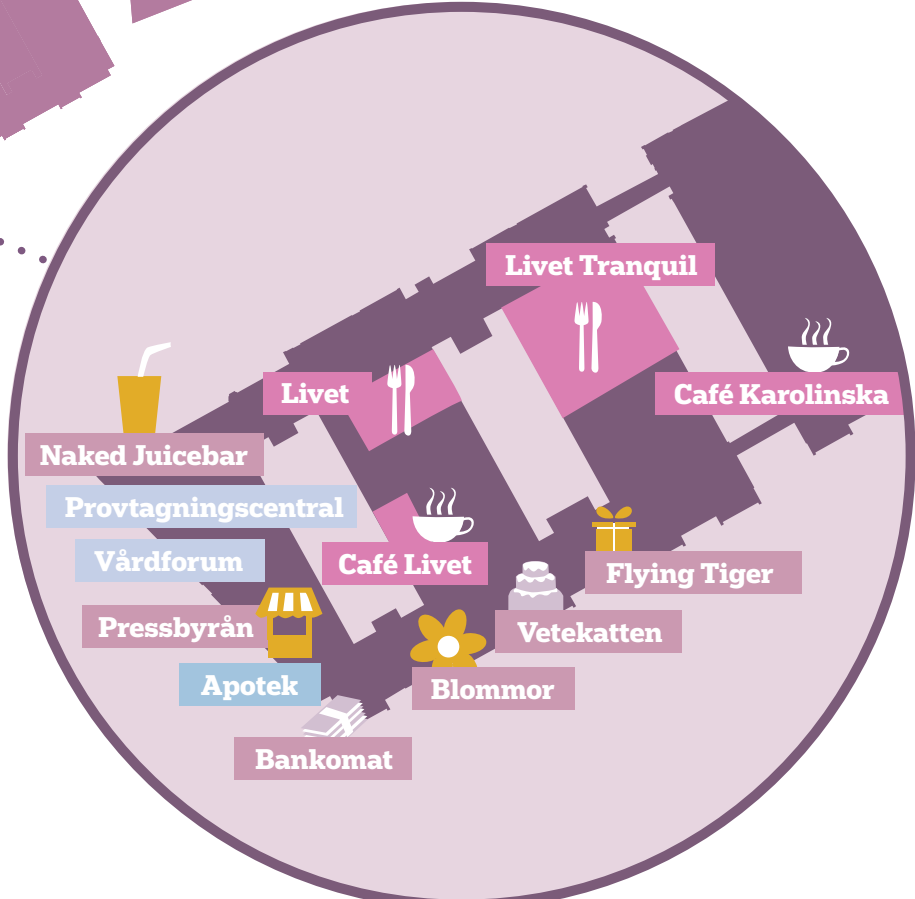 Livet Tranquil
Livet
Café Karolinska
Naked Juicebar
Provtagningscentral
Vårdforum
Café Livet
Flying Tiger
Pressbyrån
Vetekatten
Apotek
Blommor
Bankomat